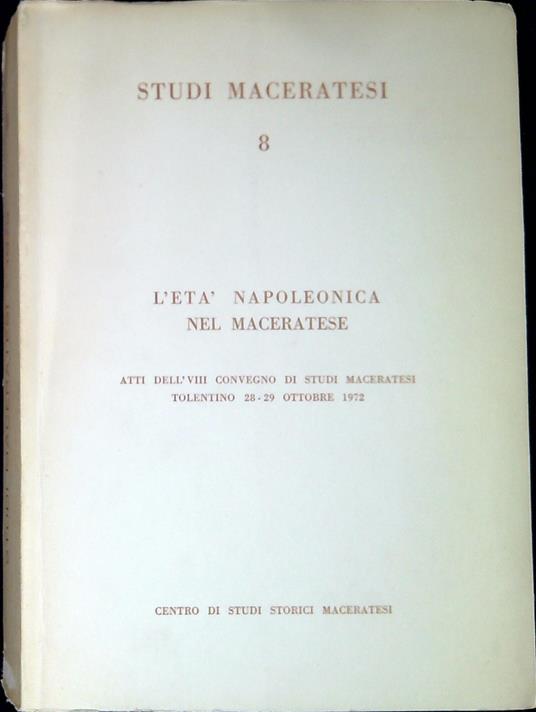 STUDI MACERATESI
8
L'ETA' NAPOLEONICA
NEL MACERATESE
ATTI DELL'VIII CONVEGNO DI STUDI MACERATESI
TOLENTINO 28-29 OTTOBRE 1972
CENTRO DI STUDI STORICI MACERATESI